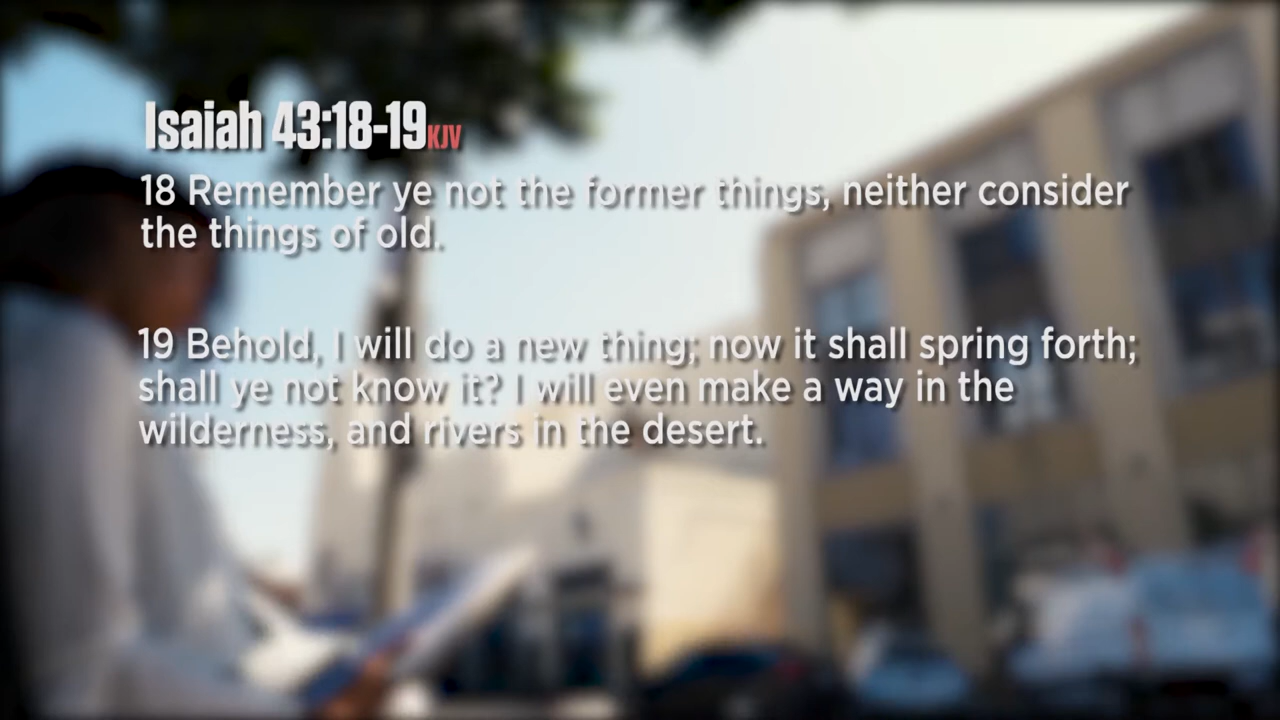 Isaiah 43:18-19 KJV
18 Remember ye not the former things, neither consider
the things of old.
19 Behold, I will do a new thing; now it shall spring forth;
shall ye not know it? I will even make a way in the
wilderness, and rivers in the desert.